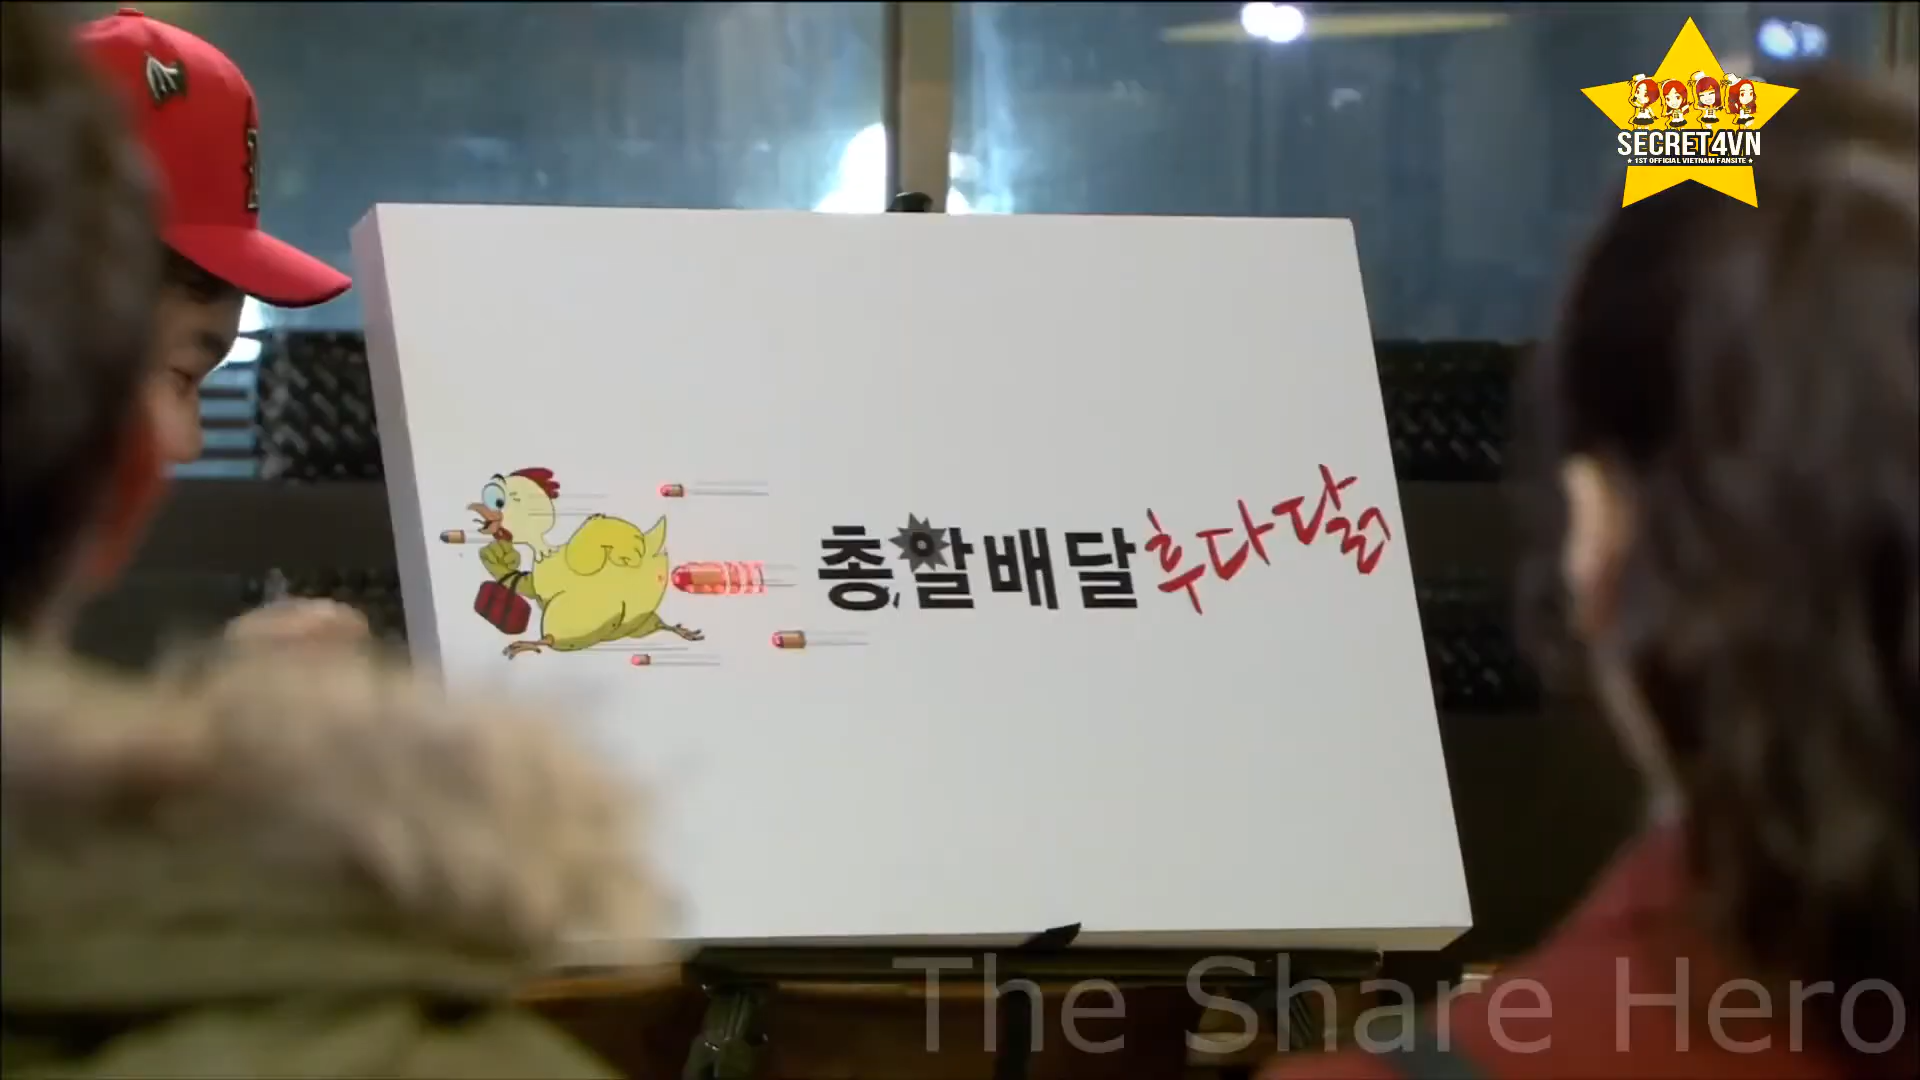 SECRET4VN
★ 1ST OFFICIAL VIETNAM FANSITE ★
총알배달 후다닭
The Share Hero